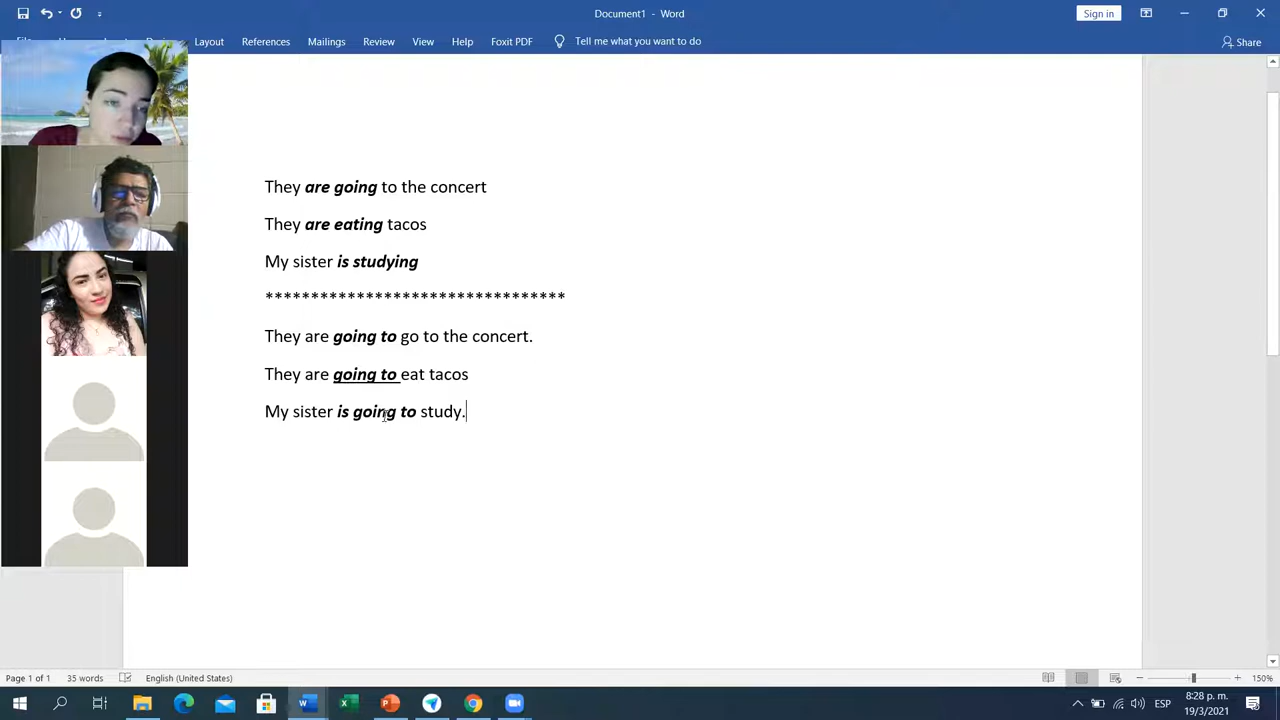 Document1 - Word
Sign in
Layout References Mailings Review View Help Foxit PDF Tell me what you want to do Share
They are going to the concert
They are eating tacos
My sister is studying
*********************************
They are going to go to the concert.
They are going to eat tacos
My sister is going to study.
Page 1 of 1 35 words English (United States) 150%
ESP 8:28 p. m.
19/3/2021